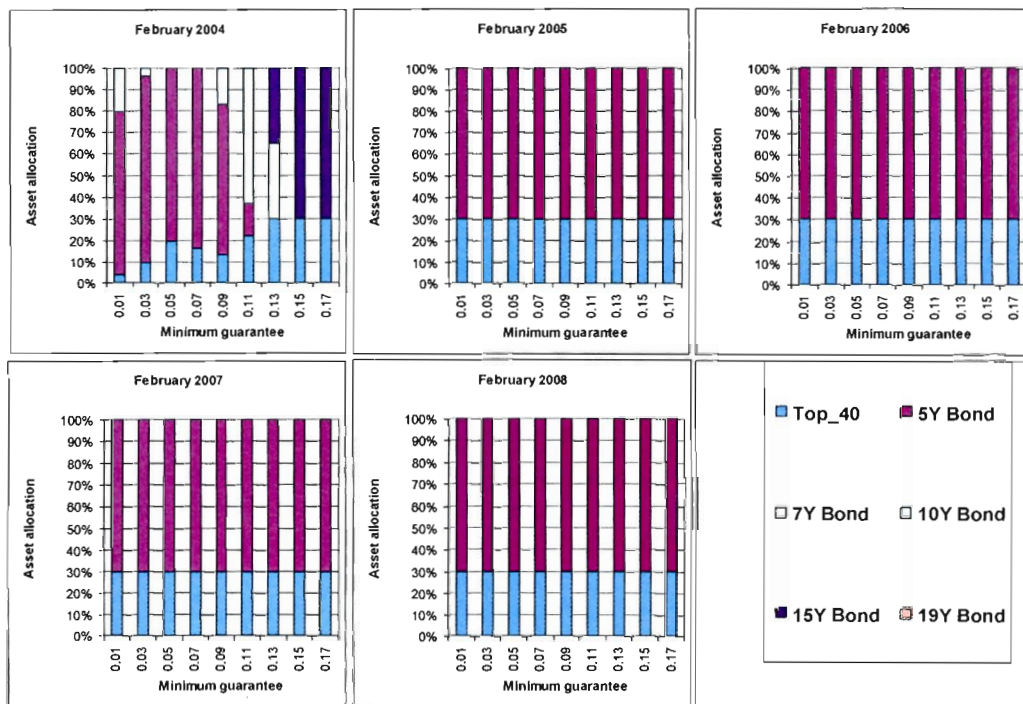 February 2004
100%
90%
80%
70%
60%
50%
40%
30%
20%
10%
0%
Asset allocation
0.01 0.03 0.05 0.07 0.09 0.11 0.13 0.15 0.17
Minimum guarantee
February 2005
100%
90%
80%
70%
60%
50%
40%
30%
20%
10%
0%
Asset allocation
0.01 0.03 0.05 0.07 0.09 0.11 0.13 0.15 0.17
Minimum guarantee
February 2006
100%
90%
80%
70%
60%
50%
40%
30%
20%
10%
0%
Asset allocation
0.01 0.03 0.05 0.07 0.09 0.11 0.13 0.15 0.17
Minimum guarantee
February 2007
100%
90%
80%
70%
60%
50%
40%
30%
20%
10%
0%
Asset allocation
0.01 0.03 0.05 0.07 0.09 0.11 0.13 0.15 0.17
Minimum guarantee
February 2008
100%
90%
80%
70%
60%
50%
40%
30%
20%
10%
0%
Asset allocation
0.01 0.03 0.05 0.07 0.09 0.11 0.13 0.15 0.17
Minimum guarantee
Top_40 5Y Bond
7Y Bond 10Y Bond
15Y Bond 19Y Bond